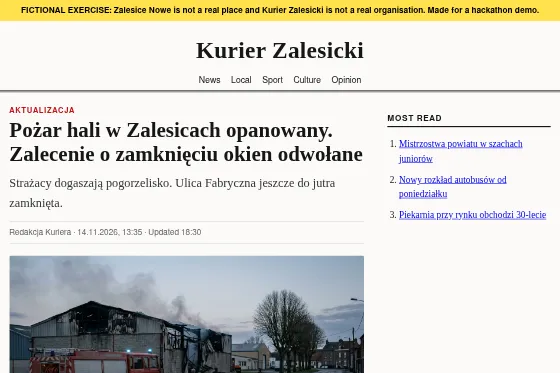 FICTIONAL EXERCISE: Zalesice Nowe is not a real place and Kurier Zalesicki is not a real organisation. Made for a hackathon demo.
Kurier Zalesicki
News Local Sport Culture Opinion
AKTUALIZACJA
Pożar hali w Zalesicach opanowany.
Zalecenie o zamknięciu okien odwołane
Strażacy dogaszają pogorzelisko. Ulica Fabryczna jeszcze do jutra
zamknięta.
Redakcja Kuriera · 14.11.2026, 13:35 · Updated 18:30
MOST READ
1. Mistrzostwa powiatu w szachach
juniorów
2. Nowy rozkład autobusów od
poniedziałku
3. Piekarnia przy rynku obchodzi 30-lecie